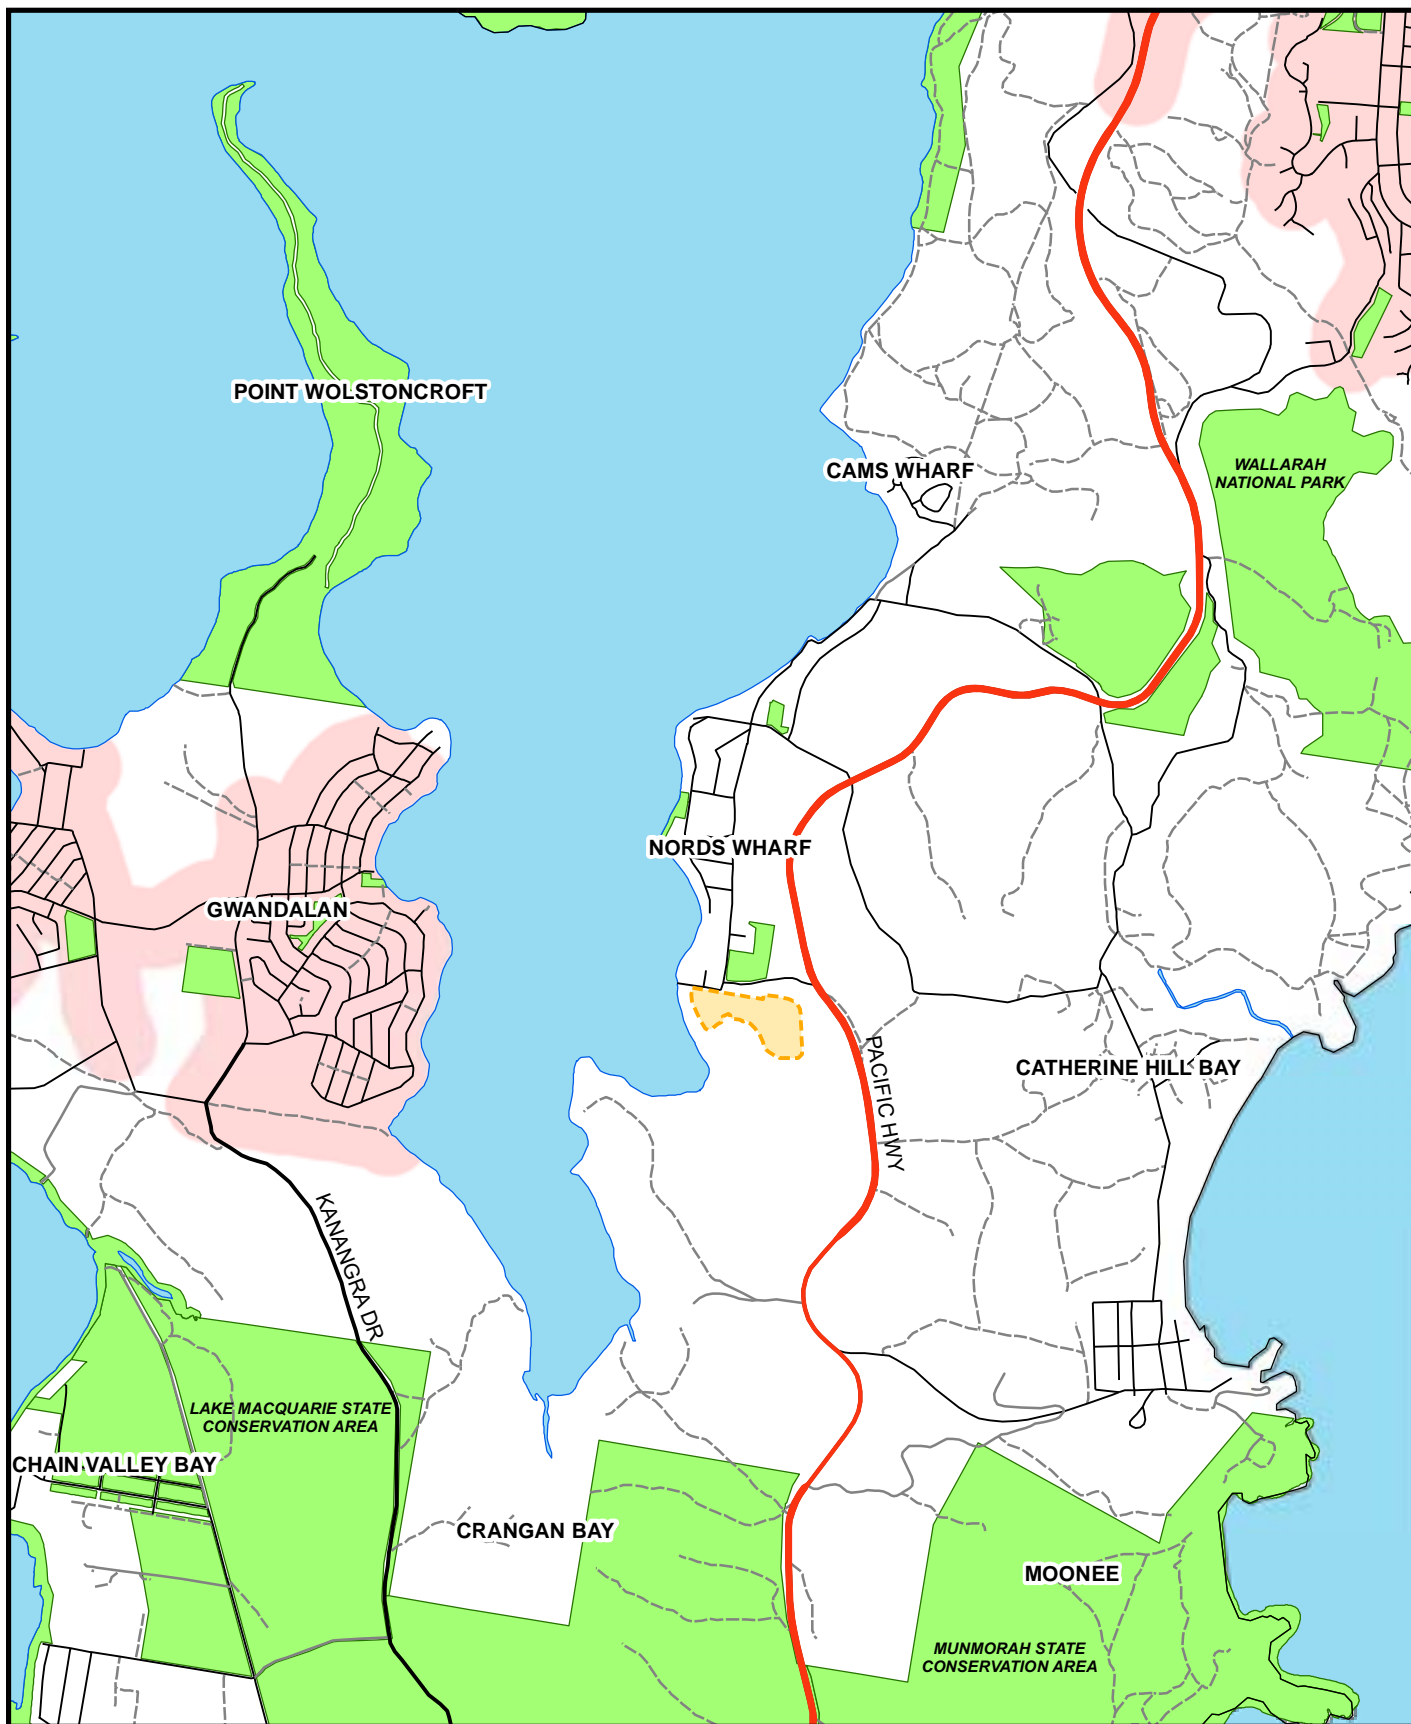 POINT WOLSTONCROFT
CAMS WHARF
WALLARAH
NATIONAL PARK
NORDS WHARF
GWANDALAN
PACIFIC HWY
CATHERINE HILL BAY
KANANGRA DR
LAKE MACQUARIE STATE
CONSERVATION AREA
CHAIN VALLEY BAY
CRANGAN BAY
MOONEE
MUNMORAH STATE
CONSERVATION AREA